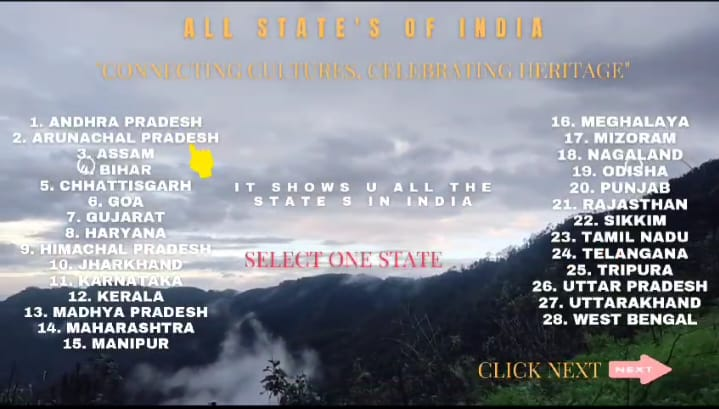 ALL STATE'S OF INDIA
"CONNECTING CULTURES, CELEBRATING HERITAGE"
1. ANDHRA PRADESH
2. ARUNACHAL PRADESH
3. ASSAM
4. BIHAR
5. CHHATTISGARH
6. GOA
7. GUJARAT
8. HARYANA
9. HIMACHAL PRADESH
10. JHARKHAND
11. KARNATAKA
12. KERALA
13. MADHYA PRADESH
14. MAHARASHTRA
15. MANIPUR
IT SHOWS U ALL THE
STATE S IN INDIA
SELECT ONE STATE
16. MEGHALAYA
17. MIZORAM
18. NAGALAND
19. ODISHA
20. PUNJAB
21. RAJASTHAN
22. SIKKIM
23. TAMIL NADU
24. TELANGANA
25. TRIPURA
26. UTTAR PRADESH
27. UTTARAKHAND
28. WEST BENGAL
CLICK NEXT NEXT